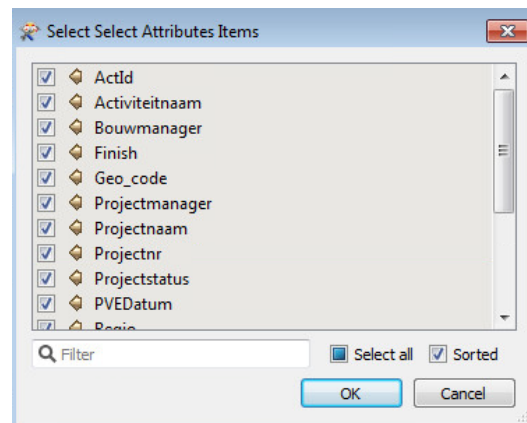 Select Select Attributes Items
ActId
Activiteitnaam
Bouwmanager
Finish
Geo_code
Projectmanager
Projectnaam
Projectnr
Projectstatus
PVEDatum
Regio
Filter
Select all
Sorted
OK
Cancel